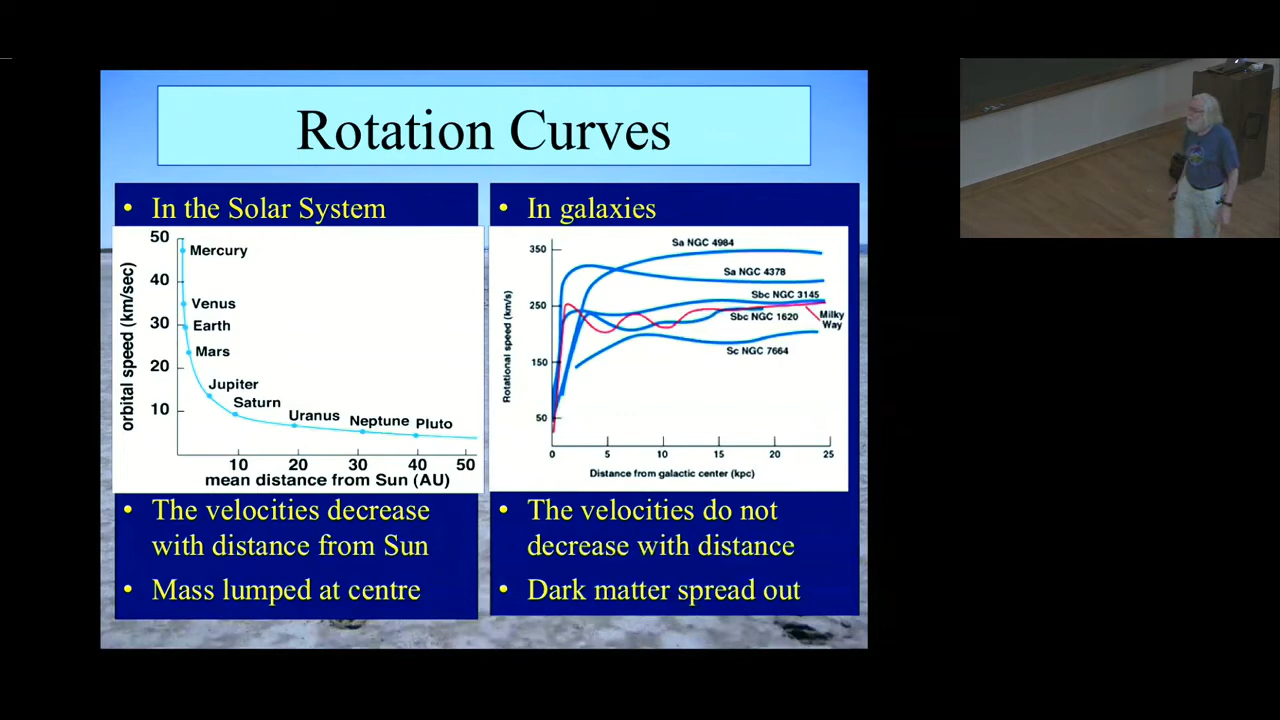 Rotation Curves
• In the Solar System
50
40
30
20
10
orbital speed (km/sec)
Mercury
Venus
Earth
Mars
Jupiter
Saturn
Uranus
Neptune
Pluto
10 20 30 40 50
mean distance from Sun (AU)
• The velocities decrease
with distance from Sun
• Mass lumped at centre
• In galaxies
350
250
150
50
Rotational speed (km/s)
Sa NGC 4984
Sa NGC 4378
Sbc NGC 3145
Sbc NGC 1620
Milky
Way
Sc NGC 7664
0 5 10 15 20 25
Distance from galactic center (kpc)
• The velocities do not
decrease with distance
• Dark matter spread out